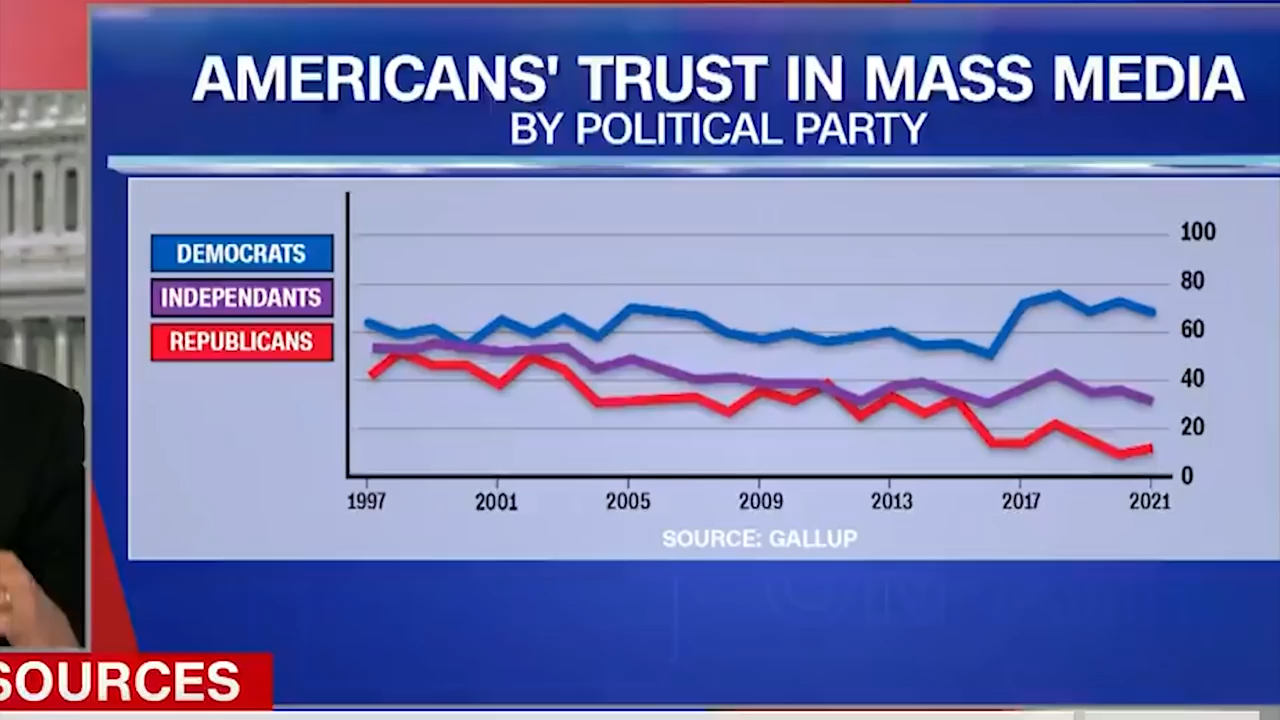 AMERICANS' TRUST IN MASS MEDIA
BY POLITICAL PARTY
DEMOCRATS
INDEPENDANTS
REPUBLICANS
100
80
60
40
20
0
1997 2001 2005 2009 2013 2017 2021
SOURCE: GALLUP
SOURCES